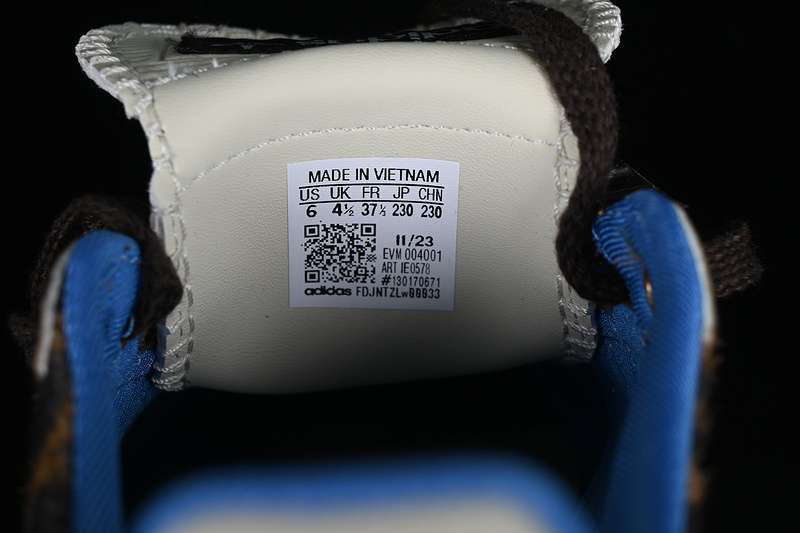 MADE IN VIETNAM
US UK FR JP CHN
6 4½ 37⅓ 230 230
11/23
EVM 004001
ART IE0578
#130170671
adidas FDJNTZLw00033